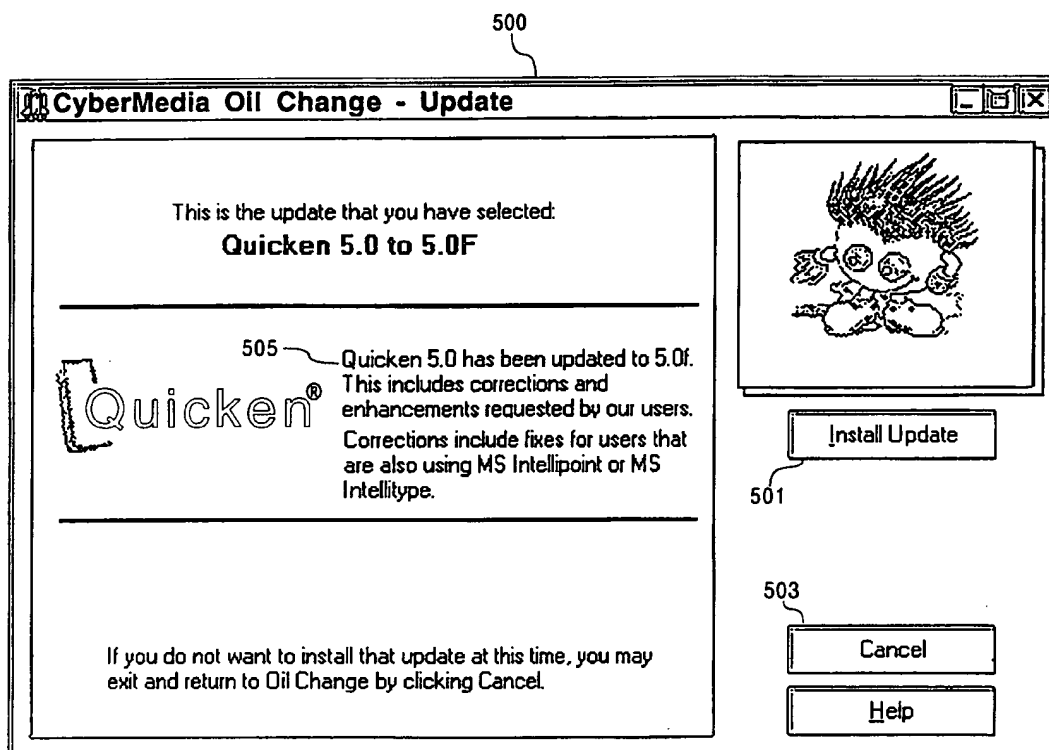 500
CyberMedia Oil Change - Update
This is the update that you have selected:
Quicken 5.0 to 5.0F
505
Quicken®
Quicken 5.0 has been updated to 5.0f.
This includes corrections and
enhancements requested by our users.
Corrections include fixes for users that
are also using MS Intellipoint or MS
Intellitype.
If you do not want to install that update at this time, you may
exit and return to Oil Change by clicking Cancel.
Install Update
501
503
Cancel
Help